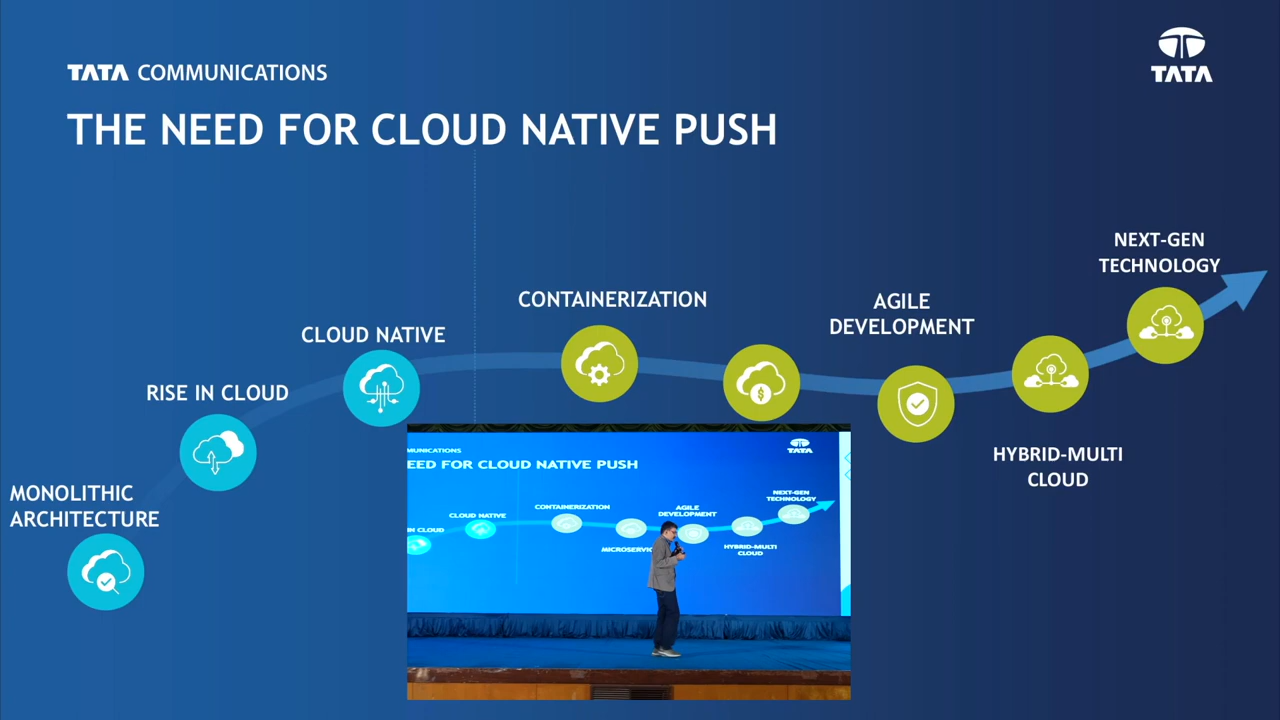 TATA COMMUNICATIONS
TATA
THE NEED FOR CLOUD NATIVE PUSH
NEXT-GEN
TECHNOLOGY
CONTAINERIZATION
AGILE
DEVELOPMENT
CLOUD NATIVE
RISE IN CLOUD
HYBRID-MULTI
CLOUD
MONOLITHIC
ARCHITECTURE
MUNICATIONS
TATA
EED FOR CLOUD NATIVE PUSH
NEXT-GEN
TECHNOLOGY
CONTAINERIZATION
AGILE
DEVELOPMENT
CLOUD NATIVE
IN CLOUD
MICROSERVIC
HYBRID-MULTI
CLOUD